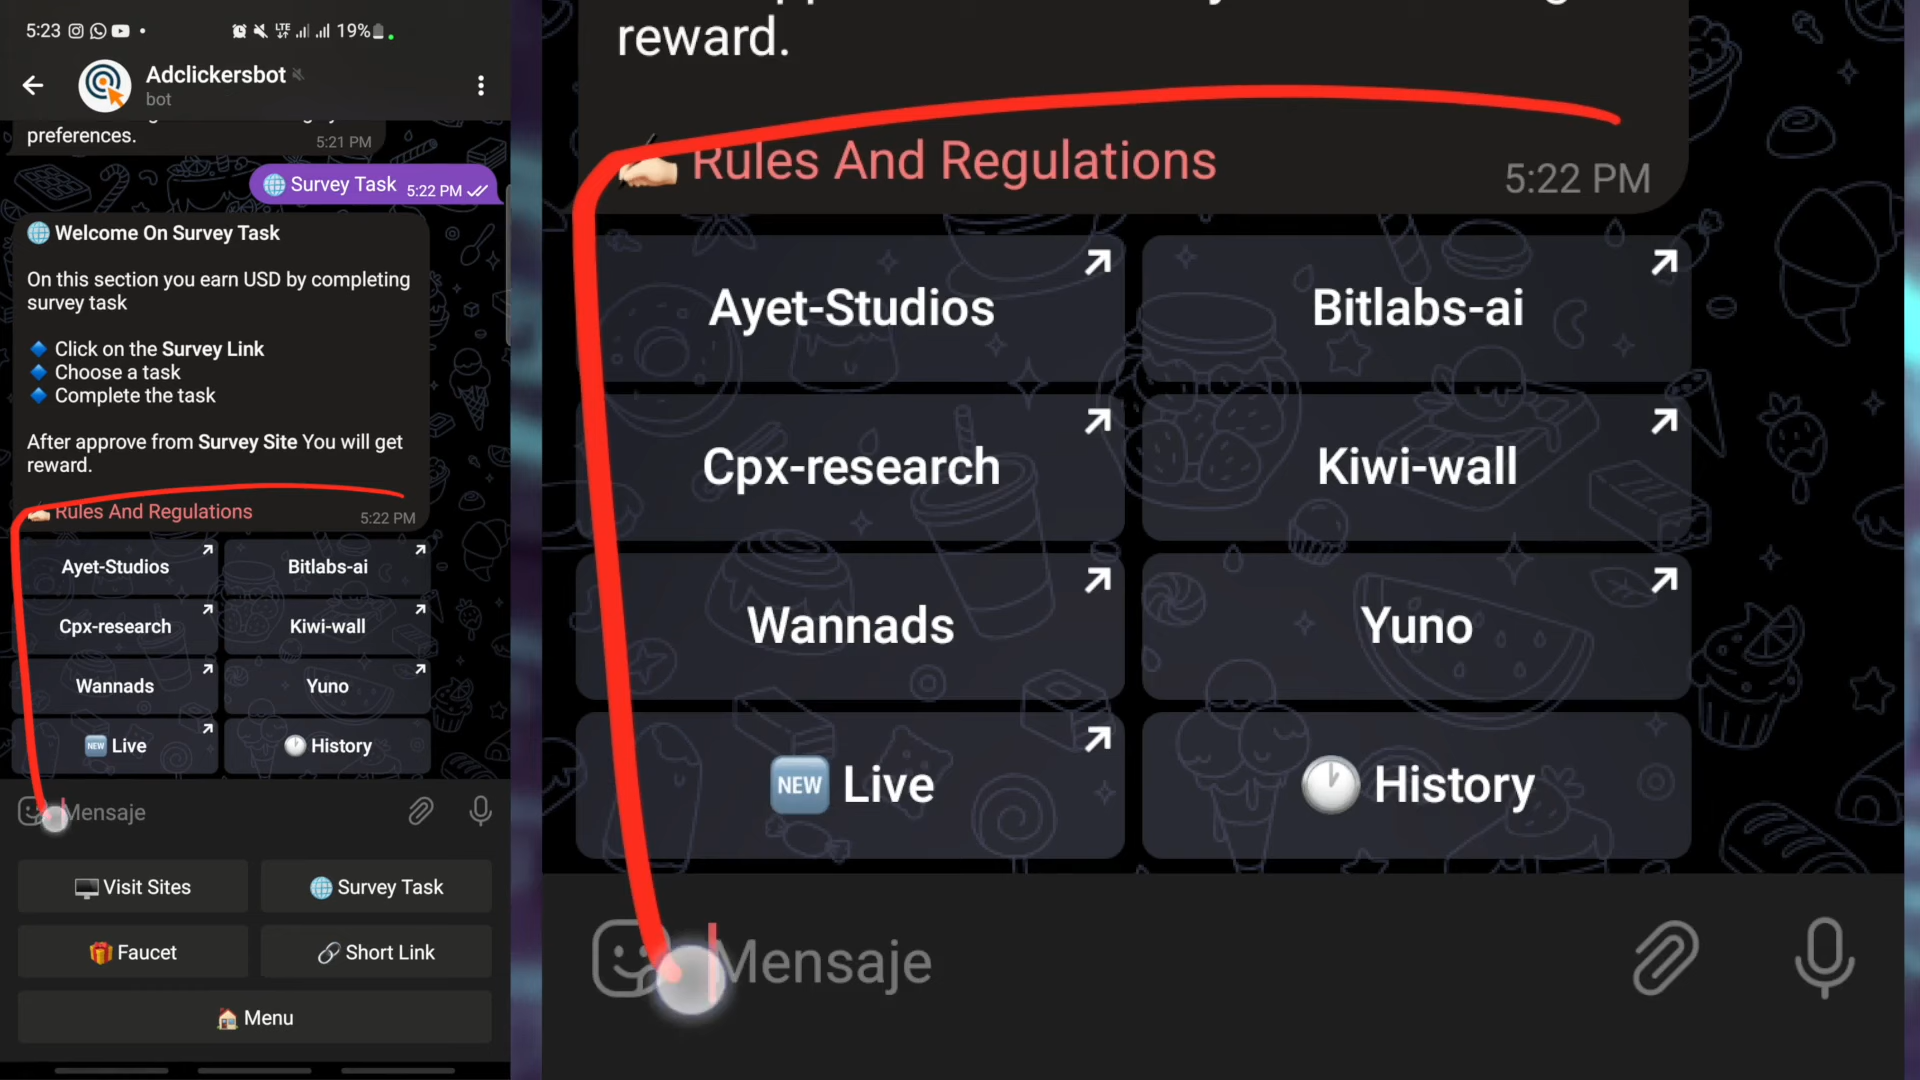 5:23
LTE
19%
Adclickersbot
bot
preferences.
5:21 PM
Survey Task 5:22 PM
Welcome On Survey Task
On this section you earn USD by completing
survey task
Click on the Survey Link
Choose a task
Complete the task
After approve from Survey Site You will get
reward.
Rules And Regulations
5:22 PM
Ayet-Studios
Bitlabs-ai
Cpx-research
Kiwi-wall
Wannads
Yuno
NEW Live
History
Mensaje
Visit Sites
Survey Task
Faucet
Short Link
Menu
reward.
Rules And Regulations
5:22 PM
Ayet-Studios
Bitlabs-ai
Cpx-research
Kiwi-wall
Wannads
Yuno
NEW Live
History
Mensaje